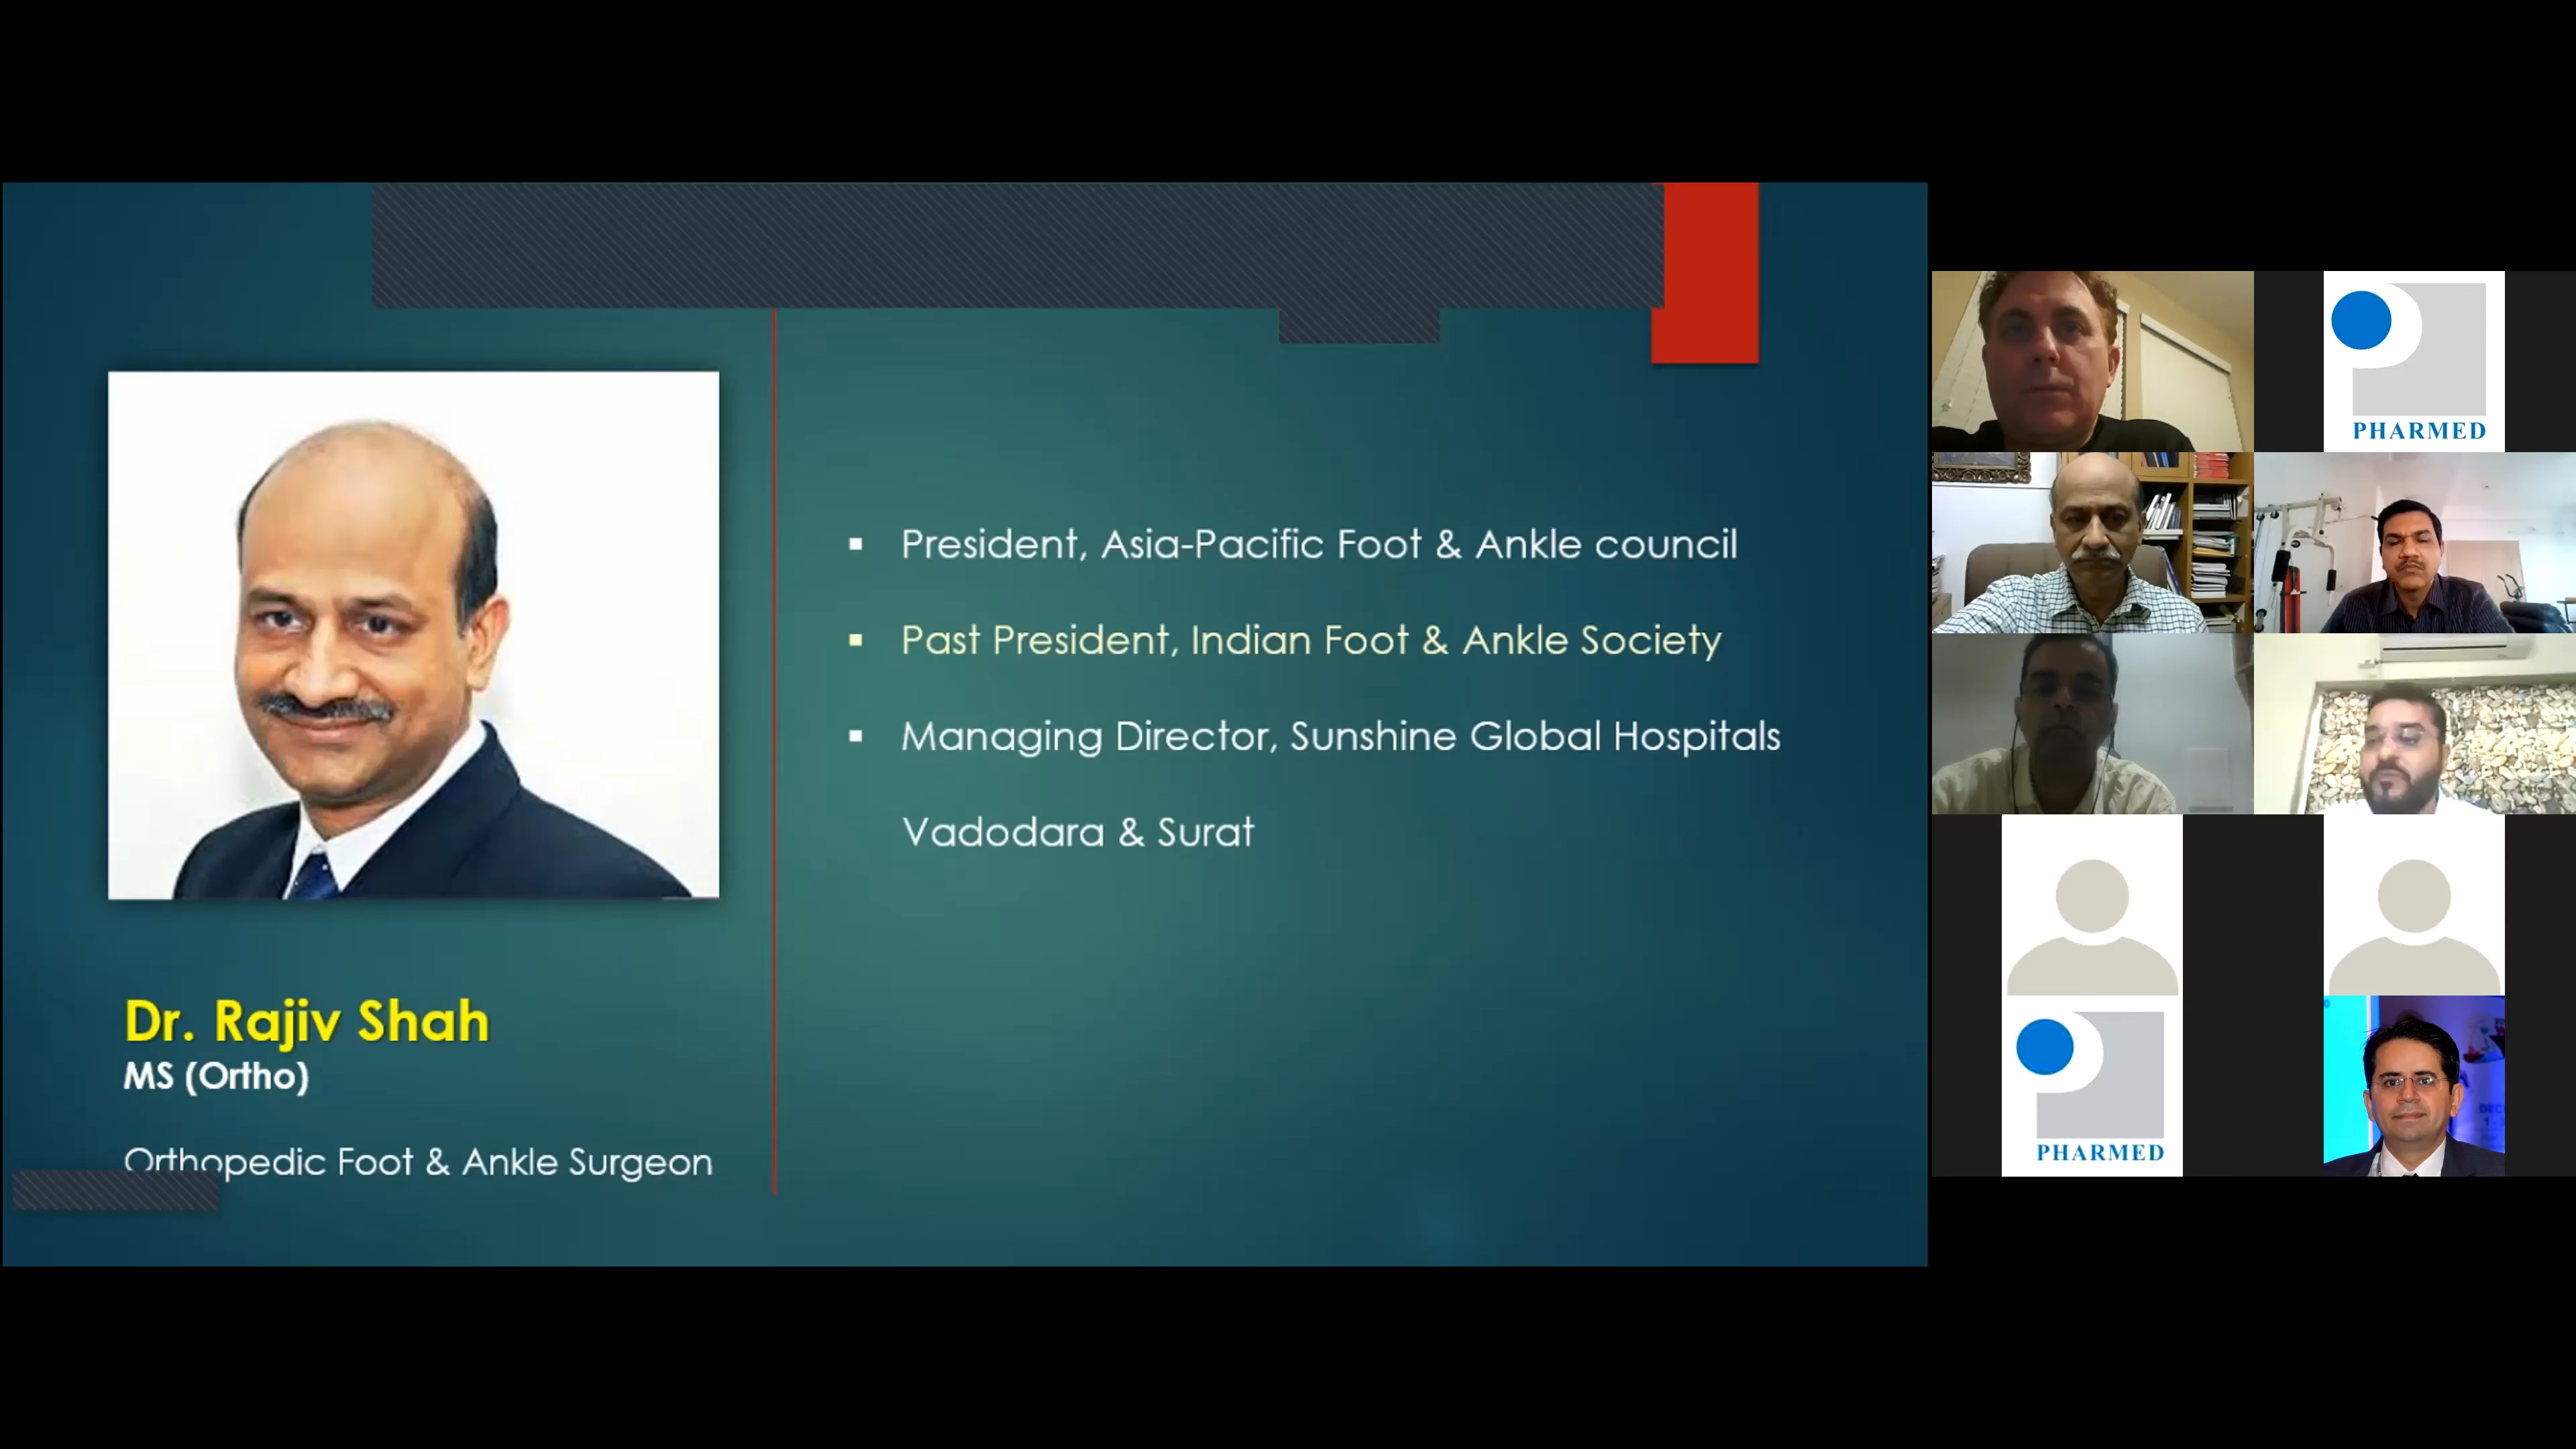 President, Asia-Pacific Foot & Ankle council
Past President, Indian Foot & Ankle Society
Managing Director, Sunshine Global Hospitals
Vadodara & Surat
Dr. Rajiv Shah
MS (Ortho)
Orthopedic Foot & Ankle Surgeon
PHARMED
PHARMED